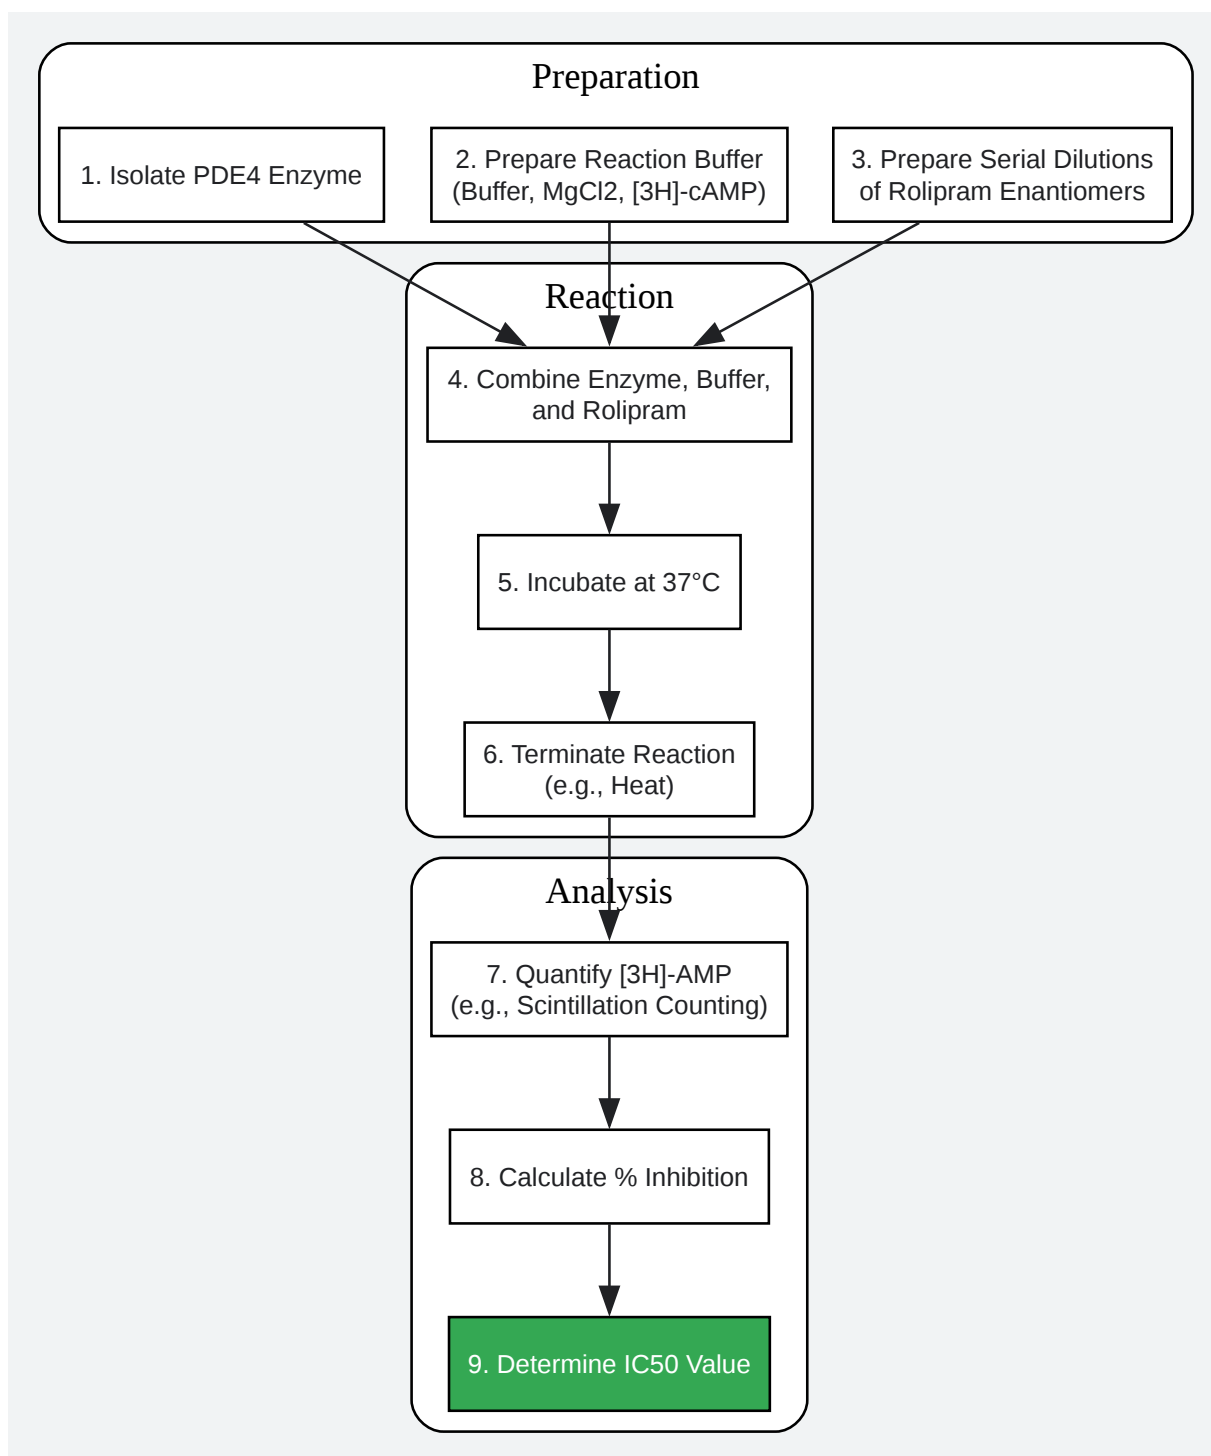 Preparation
1. Isolate PDE4 Enzyme
2. Prepare Reaction Buffer
(Buffer, MgCl2, [3H]-cAMP)
3. Prepare Serial Dilutions
of Rolipram Enantiomers
Reaction
4. Combine Enzyme, Buffer,
and Rolipram
5. Incubate at 37°C
6. Terminate Reaction
(e.g., Heat)
Analysis
7. Quantify [3H]-AMP
(e.g., Scintillation Counting)
8. Calculate % Inhibition
9. Determine IC50 Value